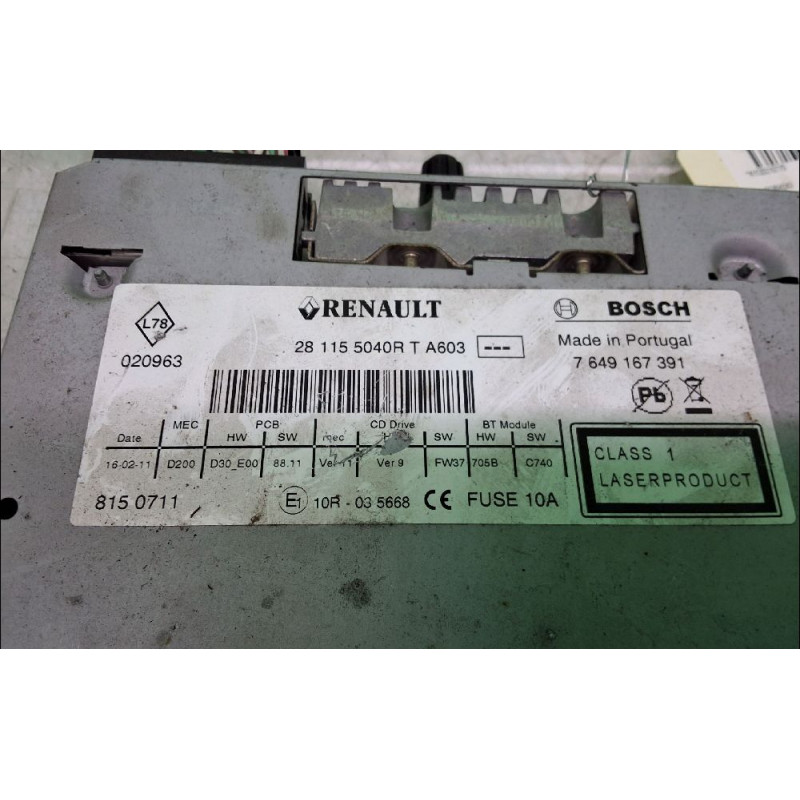 RENAULT
BOSCH
L78
28 115 5040R T A603 ---
Made in Portugal
020963
7 649 167 391
Pb
MEC PCB CD Drive BT Module
Date HW SW mec SW HW SW
16-02-11 D200 D30_E00 88.11 Ver 9 FW37 705B C740
CLASS 1
LASERPRODUCT
815 0711
E1 10R - 03 5668 CE FUSE 10A